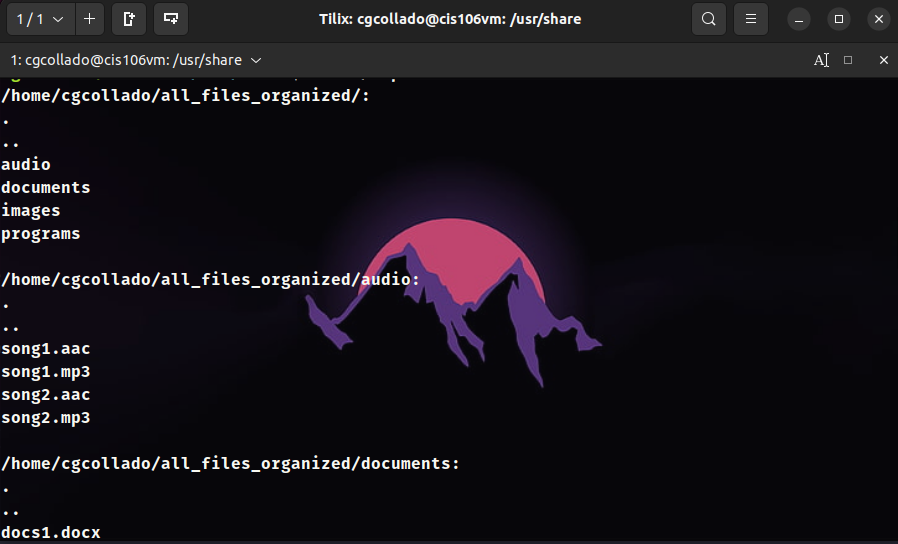 1 / 1
Tilix: cgcollado@cis106vm: /usr/share
1: cgcollado@cis106vm: /usr/share
/home/cgcollado/all_files_organized/:
.
..
audio
documents
images
programs
/home/cgcollado/all_files_organized/audio:
.
..
song1.aac
song1.mp3
song2.aac
song2.mp3
/home/cgcollado/all_files_organized/documents:
.
..
docs1.docx